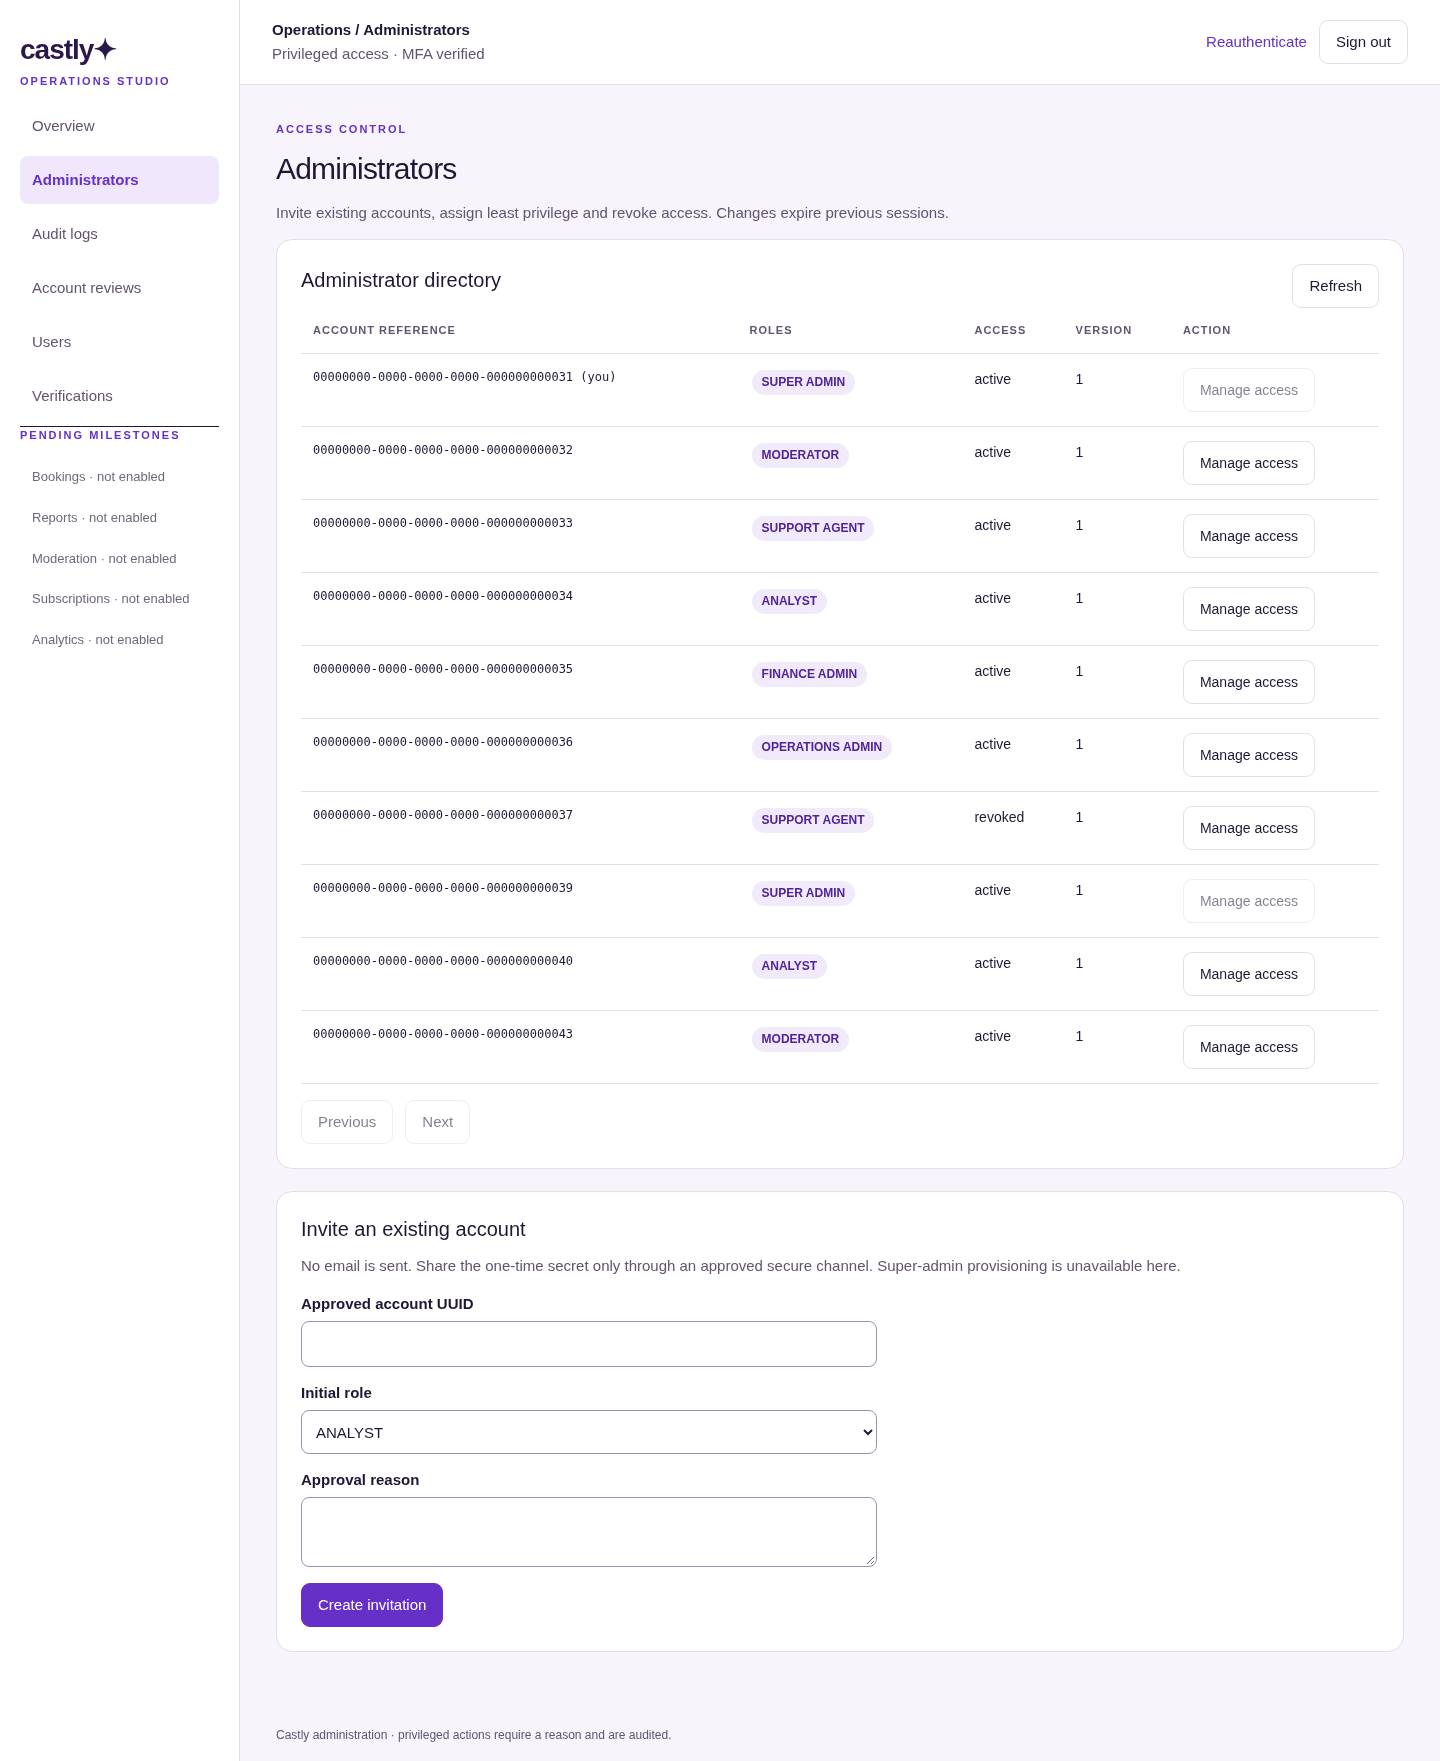 castly✦
OPERATIONS STUDIO
Overview
Administrators
Audit logs
Account reviews
Users
Verifications
PENDING MILESTONES
Bookings · not enabled
Reports · not enabled
Moderation · not enabled
Subscriptions · not enabled
Analytics · not enabled
Operations / Administrators
Privileged access · MFA verified
Reauthenticate
Sign out
ACCESS CONTROL
Administrators
Invite existing accounts, assign least privilege and revoke access. Changes expire previous sessions.
Administrator directory
Refresh
ACCOUNT REFERENCE ROLES ACCESS VERSION ACTION
00000000-0000-0000-0000-000000000031 (you) SUPER ADMIN active 1 Manage access
00000000-0000-0000-0000-000000000032 MODERATOR active 1 Manage access
00000000-0000-0000-0000-000000000033 SUPPORT AGENT active 1 Manage access
00000000-0000-0000-0000-000000000034 ANALYST active 1 Manage access
00000000-0000-0000-0000-000000000035 FINANCE ADMIN active 1 Manage access
00000000-0000-0000-0000-000000000036 OPERATIONS ADMIN active 1 Manage access
00000000-0000-0000-0000-000000000037 SUPPORT AGENT revoked 1 Manage access
00000000-0000-0000-0000-000000000039 SUPER ADMIN active 1 Manage access
00000000-0000-0000-0000-000000000040 ANALYST active 1 Manage access
00000000-0000-0000-0000-000000000043 MODERATOR active 1 Manage access
Previous Next
Invite an existing account
No email is sent. Share the one-time secret only through an approved secure channel. Super-admin provisioning is unavailable here.
Approved account UUID
Initial role
ANALYST
Approval reason
Create invitation
Castly administration · privileged actions require a reason and are audited.